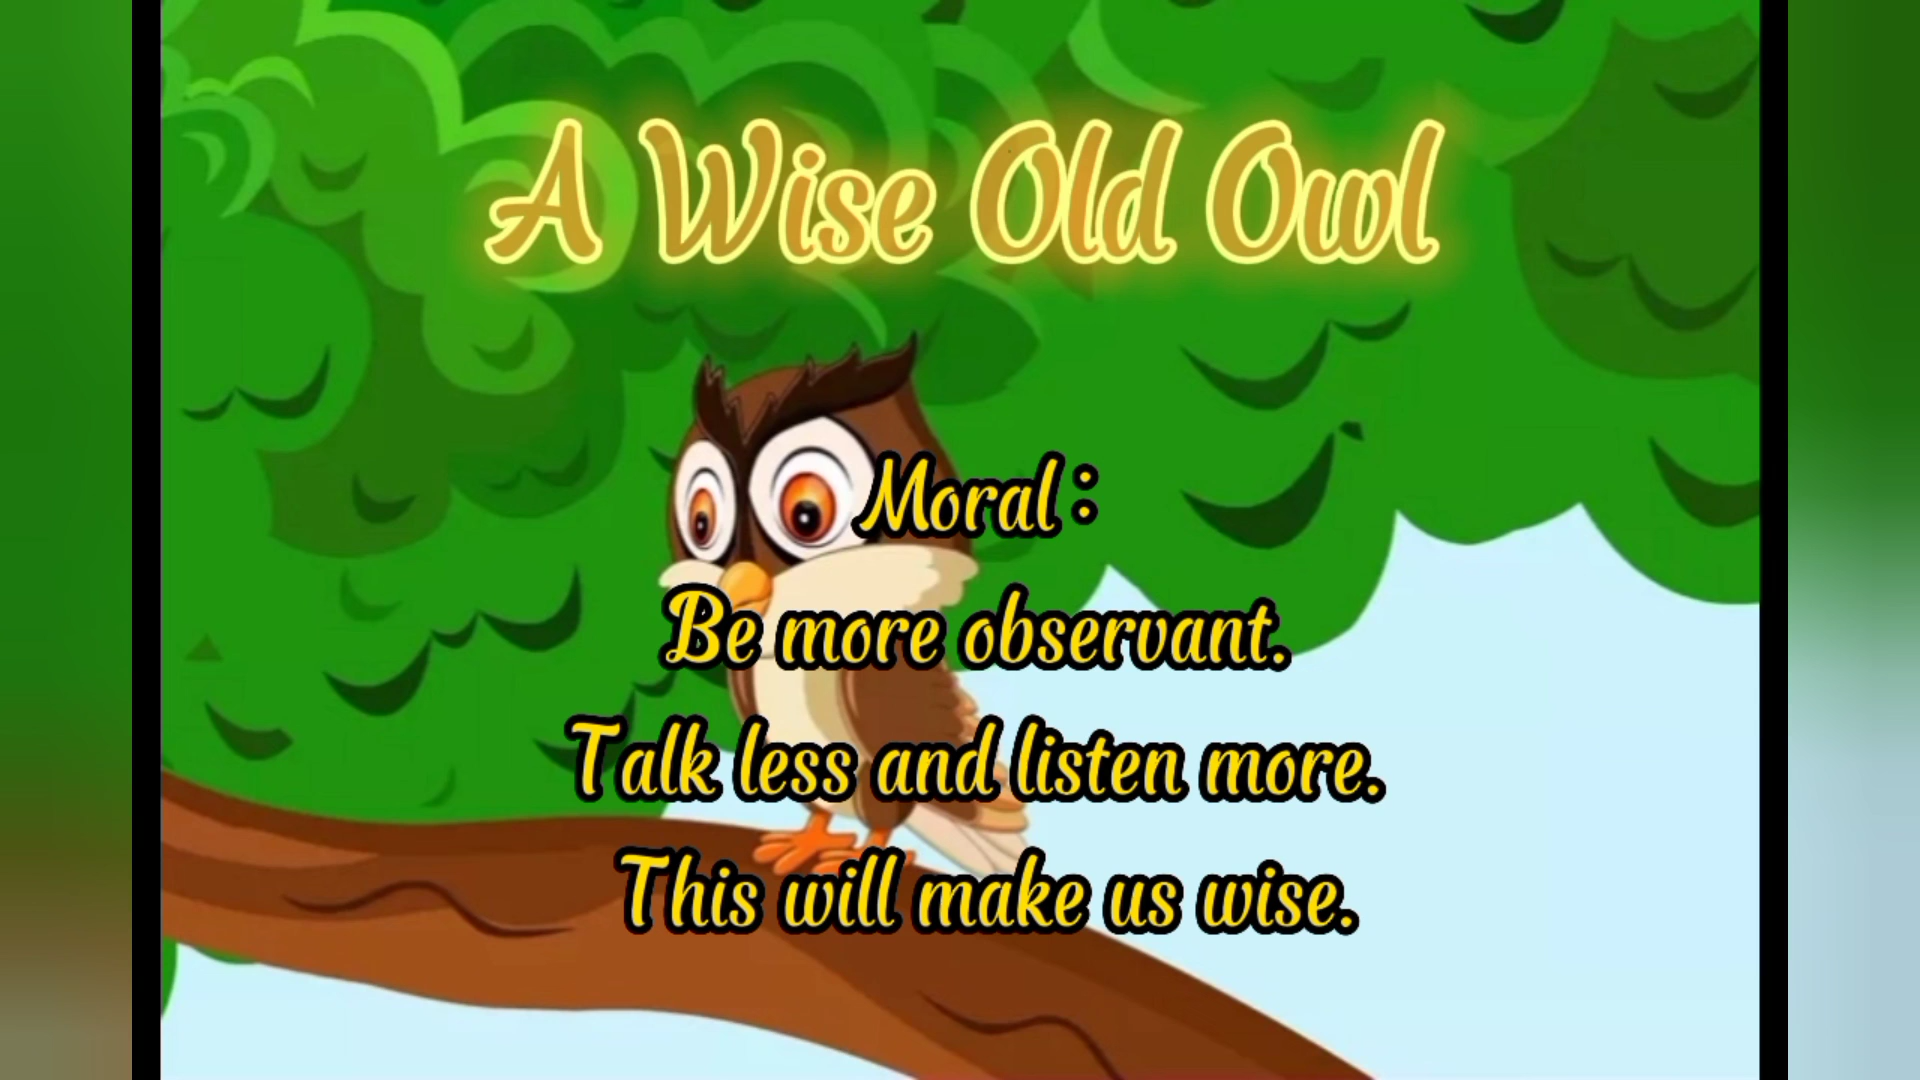 A Wise Old Owl
Moral :
Be more observant.
Talk less and listen more.
This will make us wise.